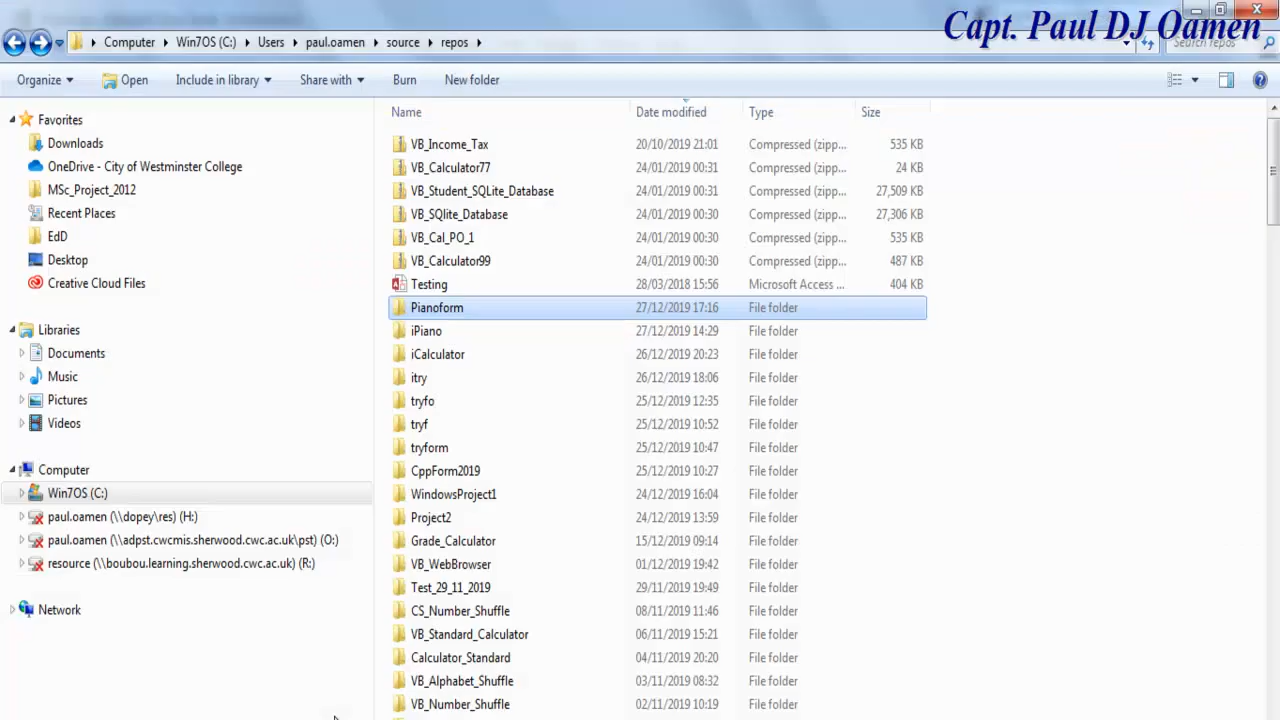 Capt. Paul DJ Oamen
Computer Win7OS (C:) Users paul.oamen source repos Search repos
Organize Open Include in library Share with Burn New folder
Name Date modified Type Size
Favorites
Downloads
OneDrive - City of Westminster College
MSc_Project_2012
Recent Places
EdD
Desktop
Creative Cloud Files
Libraries
Documents
Music
Pictures
Videos
Computer
Win7OS (C:)
paul.oamen (\\dopey\res) (H:)
paul.oamen (\\adpst.cwcmis.sherwood.cwc.ac.uk\pst) (O:)
resource (\\boubou.learning.sherwood.cwc.ac.uk) (R:)
Network
VB_Income_Tax 20/10/2019 21:01 Compressed (zipp... 535 KB
VB_Calculator77 24/01/2019 00:31 Compressed (zipp... 24 KB
VB_Student_SQLite_Database 24/01/2019 00:31 Compressed (zipp... 27,509 KB
VB_SQlite_Database 24/01/2019 00:30 Compressed (zipp... 27,306 KB
VB_Cal_PO_1 24/01/2019 00:30 Compressed (zipp... 535 KB
VB_Calculator99 24/01/2019 00:30 Compressed (zipp... 487 KB
Testing 28/03/2018 15:56 Microsoft Access ... 404 KB
Pianoform 27/12/2019 17:16 File folder
iPiano 27/12/2019 14:29 File folder
iCalculator 26/12/2019 20:23 File folder
itry 26/12/2019 18:06 File folder
tryfo 25/12/2019 12:35 File folder
tryf 25/12/2019 10:52 File folder
tryform 25/12/2019 10:47 File folder
CppForm2019 25/12/2019 10:27 File folder
WindowsProject1 24/12/2019 16:04 File folder
Project2 24/12/2019 13:59 File folder
Grade_Calculator 15/12/2019 09:14 File folder
VB_WebBrowser 01/12/2019 19:42 File folder
Test_29_11_2019 29/11/2019 19:48 File folder
CS_Number_Shuffle 08/11/2019 11:46 File folder
VB_Standard_Calculator 06/11/2019 15:21 File folder
Calculator_Standard 04/11/2019 20:20 File folder
VB_Alphabet_Shuffle 03/11/2019 08:32 File folder
VB_Number_Shuffle 02/11/2019 10:19 File folder